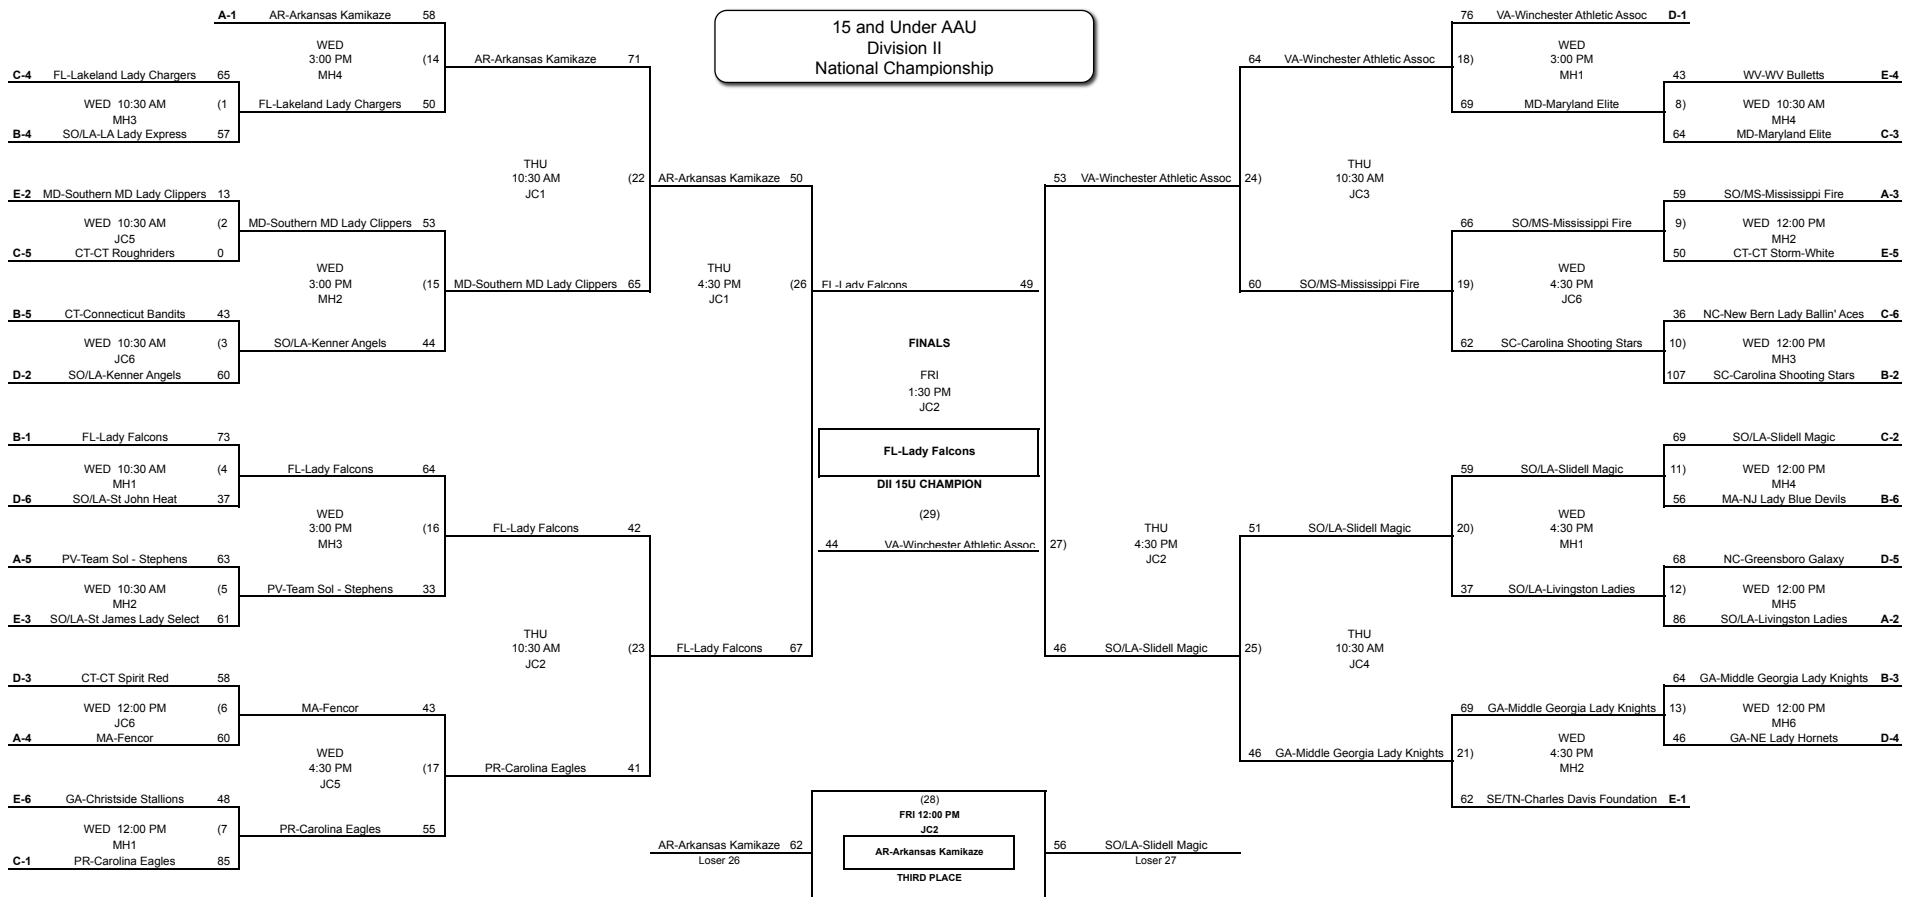 15 and Under AAU
Division II
National Championship
A-1 AR-Arkansas Kamikaze 58
WED
3:00 PM (14
MH4
C-4 FL-Lakeland Lady Chargers 65
WED 10:30 AM (1
MH3
B-4 SO/LA-LA Lady Express 57
FL-Lakeland Lady Chargers 50
AR-Arkansas Kamikaze 71
E-2 MD-Southern MD Lady Clippers 13
WED 10:30 AM (2
JC5
C-5 CT-CT Roughriders 0
MD-Southern MD Lady Clippers 53
WED
3:00 PM (15
MH2
B-5 CT-Connecticut Bandits 43
WED 10:30 AM (3
JC6
D-2 SO/LA-Kenner Angels 60
SO/LA-Kenner Angels 44
MD-Southern MD Lady Clippers 65
THU
10:30 AM (22
JC1
AR-Arkansas Kamikaze 50
B-1 FL-Lady Falcons 73
WED 10:30 AM (4
MH1
D-6 SO/LA-St John Heat 37
FL-Lady Falcons 64
WED
3:00 PM (16
MH3
A-5 PV-Team Sol - Stephens 63
WED 10:30 AM (5
MH2
E-3 SO/LA-St James Lady Select 61
PV-Team Sol - Stephens 33
FL-Lady Falcons 42
D-3 CT-CT Spirit Red 58
WED 12:00 PM (6
JC6
A-4 MA-Fencor 60
MA-Fencor 43
WED
4:30 PM (17
JC5
E-6 GA-Christside Stallions 48
WED 12:00 PM (7
MH1
C-1 PR-Carolina Eagles 85
PR-Carolina Eagles 55
PR-Carolina Eagles 41
THU
10:30 AM (23
JC2
FL-Lady Falcons 67
THU
4:30 PM (26
JC1
FL-Lady Falcons 49
FINALS
FRI
1:30 PM
JC2
FL-Lady Falcons
DII 15U CHAMPION
(29)
44 VA-Winchester Athletic Assoc
27) THU
4:30 PM
JC2
53 VA-Winchester Athletic Assoc
46 SO/LA-Slidell Magic
76 VA-Winchester Athletic Assoc D-1
WED
18) 3:00 PM
MH1
64 VA-Winchester Athletic Assoc
69 MD-Maryland Elite
43 WV-WV Bulletts E-4
8) WED 10:30 AM
MH4
64 MD-Maryland Elite C-3
THU
24) 10:30 AM
JC3
59 SO/MS-Mississippi Fire A-3
9) WED 12:00 PM
MH2
50 CT-CT Storm-White E-5
66 SO/MS-Mississippi Fire
WED
19) 4:30 PM
JC6
60 SO/MS-Mississippi Fire
62 SC-Carolina Shooting Stars
36 NC-New Bern Lady Ballin' Aces C-6
10) WED 12:00 PM
MH3
107 SC-Carolina Shooting Stars B-2
69 SO/LA-Slidell Magic C-2
11) WED 12:00 PM
MH4
56 MA-NJ Lady Blue Devils B-6
59 SO/LA-Slidell Magic
WED
20) 4:30 PM
MH1
51 SO/LA-Slidell Magic
37 SO/LA-Livingston Ladies
68 NC-Greensboro Galaxy D-5
12) WED 12:00 PM
MH5
86 SO/LA-Livingston Ladies A-2
THU
25) 10:30 AM
JC4
64 GA-Middle Georgia Lady Knights B-3
13) WED 12:00 PM
MH6
46 GA-NE Lady Hornets D-4
69 GA-Middle Georgia Lady Knights
WED
21) 4:30 PM
MH2
46 GA-Middle Georgia Lady Knights
62 SE/TN-Charles Davis Foundation E-1
(28)
FRI 12:00 PM
JC2
AR-Arkansas Kamikaze
THIRD PLACE
AR-Arkansas Kamikaze 62
Loser 26
56 SO/LA-Slidell Magic
Loser 27